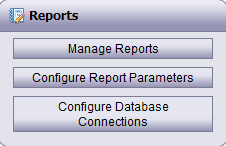 Reports
Manage Reports
Configure Report Parameters
Configure Database
Connections